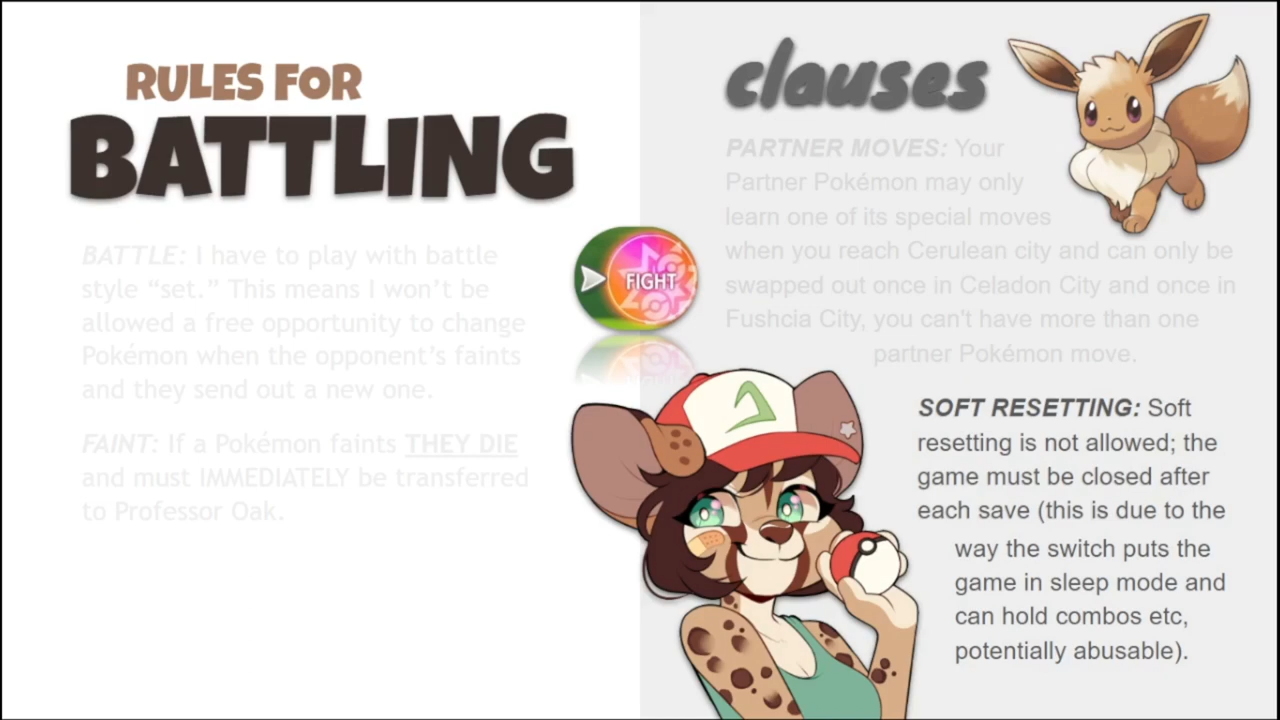 RULES FOR
BATTLING
BATTLE: I have to play with battle
style “set.” This means I won’t be
allowed a free opportunity to change
Pokémon when the opponent’s faints
and they send out a new one.
FAINT: If a Pokémon faints THEY DIE
and must IMMEDIATELY be transferred
to Professor Oak.
FIGHT
clauses
PARTNER MOVES: Your
Partner Pokémon may only
learn one of its special moves
when you reach Cerulean city and can only be
swapped out once in Celadon City and once in
Fushcia City, you can't have more than one
partner Pokémon move.
SOFT RESETTING: Soft
resetting is not allowed; the
game must be closed after
each save (this is due to the
way the switch puts the
game in sleep mode and
can hold combos etc,
potentially abusable).